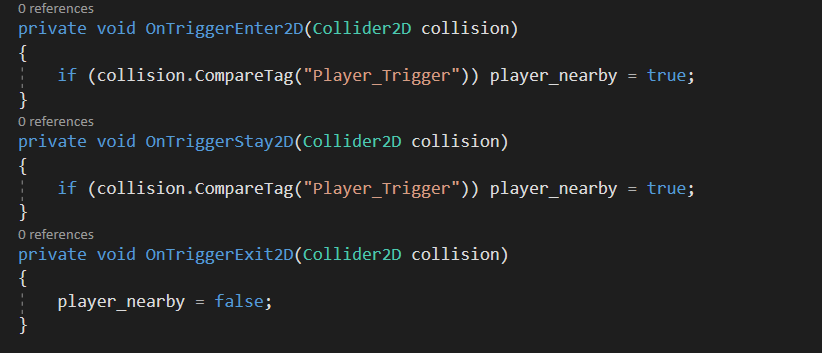 0 references
private void OnTriggerEnter2D(Collider2D collision)
{
if (collision.CompareTag("Player_Trigger")) player_nearby = true;
}
0 references
private void OnTriggerStay2D(Collider2D collision)
{
if (collision.CompareTag("Player_Trigger")) player_nearby = true;
}
0 references
private void OnTriggerExit2D(Collider2D collision)
{
player_nearby = false;
}